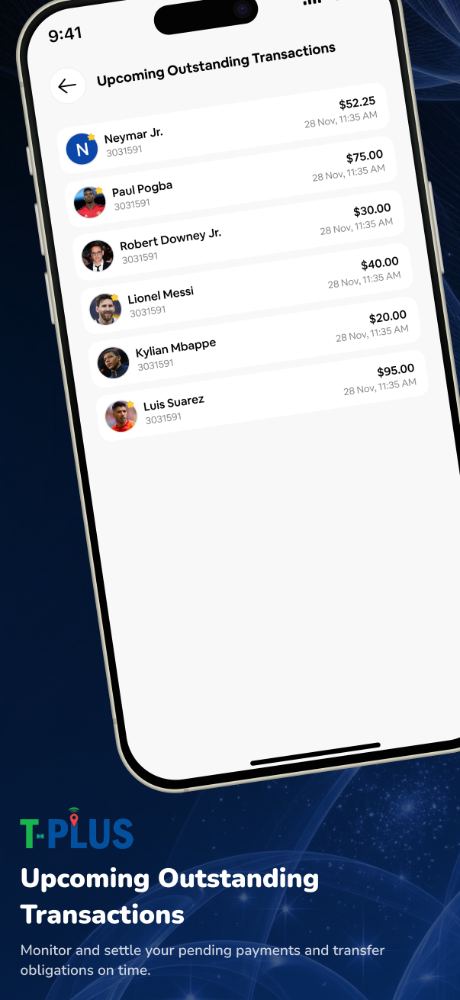 9:41
Upcoming Outstanding Transactions
N
Neymar Jr.
3031591
$52.25
28 Nov, 11:35 AM
Paul Pogba
3031591
$75.00
28 Nov, 11:35 AM
Robert Downey Jr.
3031591
$30.00
28 Nov, 11:35 AM
Lionel Messi
3031591
$40.00
28 Nov, 11:35 AM
Kylian Mbappe
3031591
$20.00
28 Nov, 11:35 AM
Luis Suarez
3031591
$95.00
28 Nov, 11:35 AM
T-PLUS
Upcoming Outstanding
Transactions
Monitor and settle your pending payments and transfer
obligations on time.